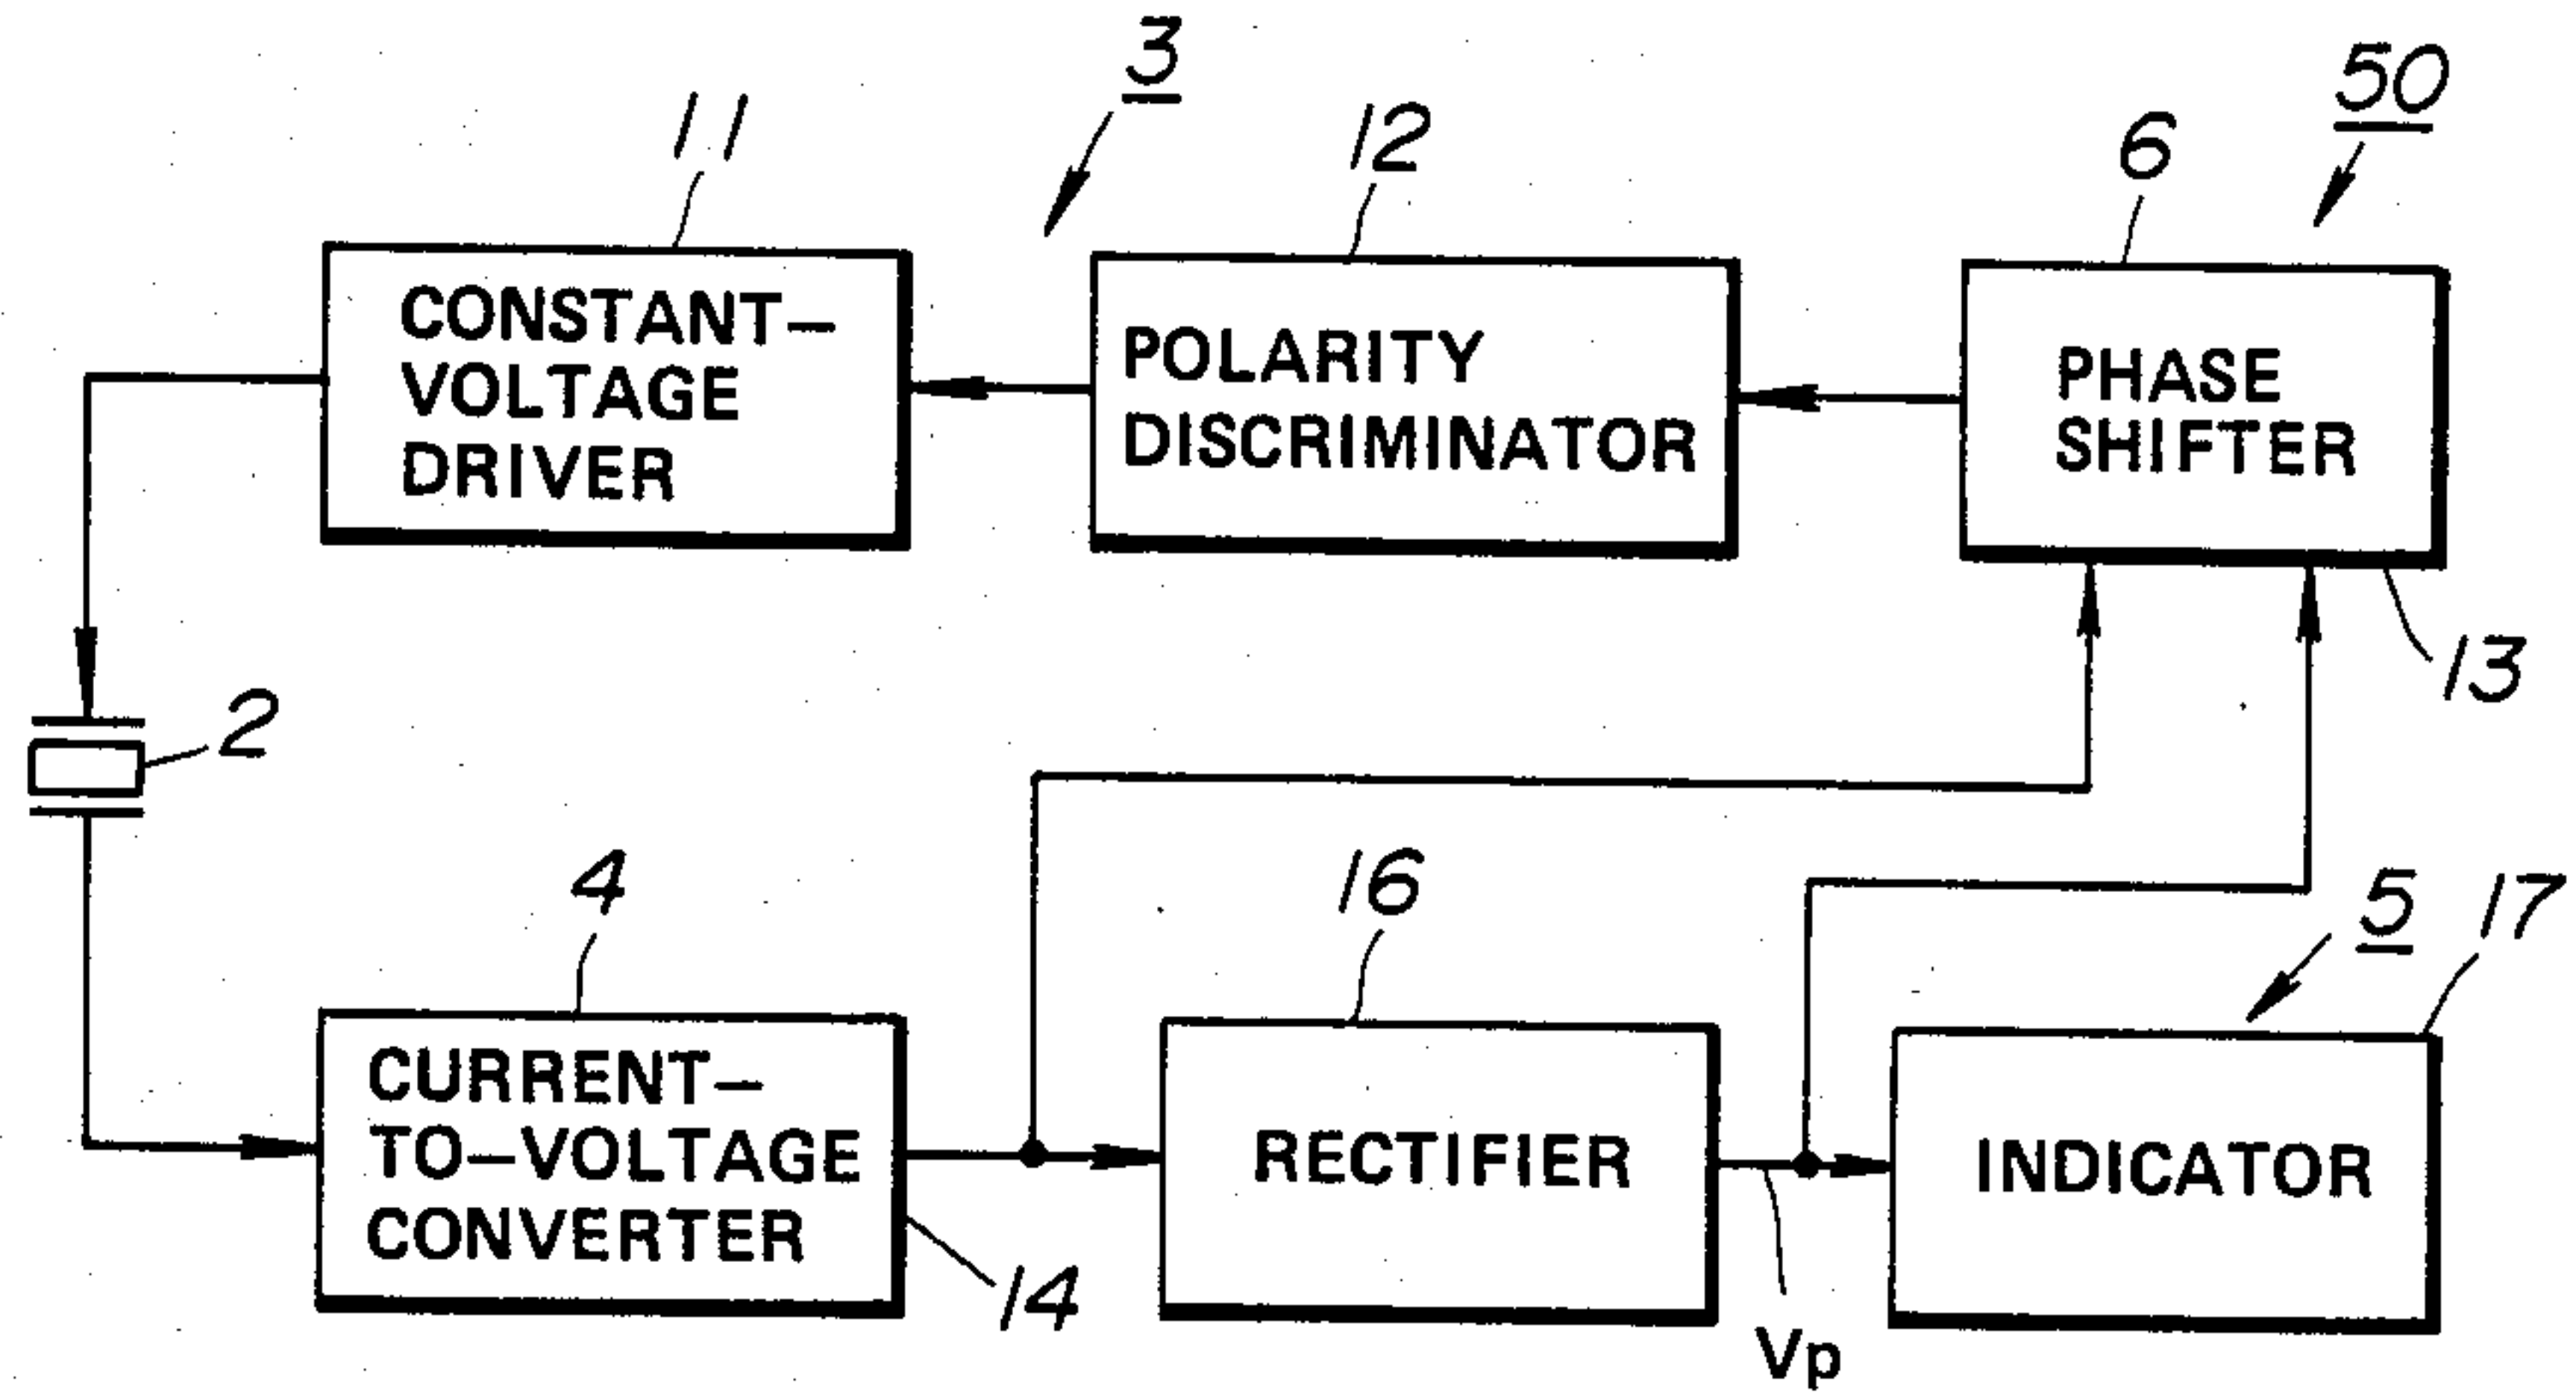 3
50
11
12
6
CONSTANT-
VOLTAGE
DRIVER
POLARITY
DISCRIMINATOR
PHASE
SHIFTER
13
2
4
16
5
17
CURRENT-
TO-VOLTAGE
CONVERTER
RECTIFIER
INDICATOR
14
Vp